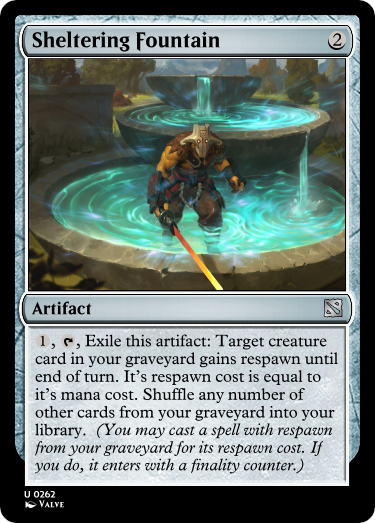 Sheltering Fountain 2
Artifact
1, T, Exile this artifact: Target creature
card in your graveyard gains respawn until
end of turn. It's respawn cost is equal to
it's mana cost. Shuffle any number of
other cards from your graveyard into your
library. (You may cast a spell with respawn
from your graveyard for its respawn cost. If
you do, it enters with a finality counter.)
U 0262
VALVE